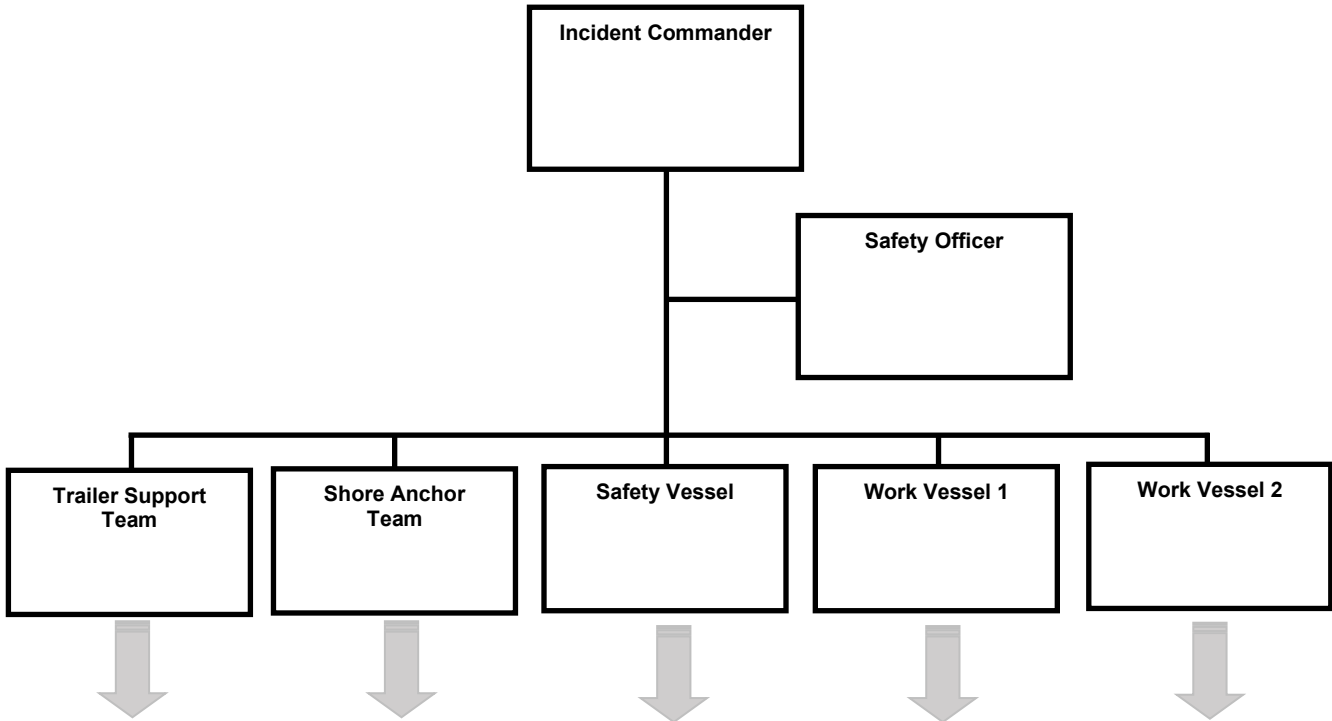 Incident Commander
Safety Officer
Trailer Support
Team
Shore Anchor
Team
Safety Vessel
Work Vessel 1
Work Vessel 2